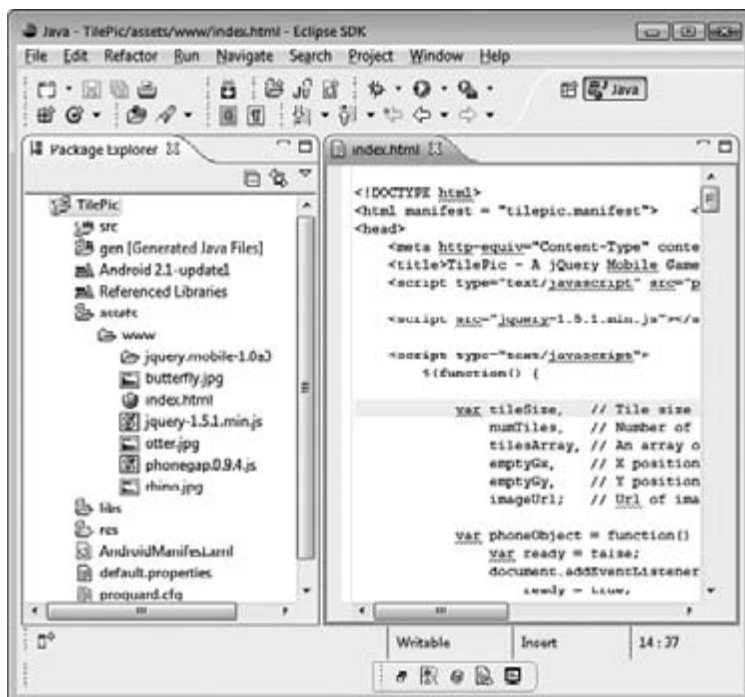 Java - TilePic/assets/www/index.html - Eclipse SDK
File Edit Refactor Run Navigate Search Project Window Help
Java
Package Explorer
TilePic
src
gen [Generated Java Files]
Android 2.1-update1
Referenced Libraries
assets
www
jquery.mobile-1.0a3
butterfly.jpg
index.html
jquery-1.5.1.min.js
otter.jpg
phonegap.0.9.4.js
rhino.jpg
libs
res
AndroidManifest.xml
default.properties
proguard.cfg
index.html
<!DOCTYPE html>
<html manifest = "tilepic.manifest"> <
<head>
<meta http-equiv="Content-Type" conte
<title>TilePic - A jQuery Mobile Game
<script type="text/javascript" src="p
<script src="jquery-1.5.1.min.js"></s
<script type="text/javascript">
$(function() {
var tileSize, // Tile size
numTiles, // Number of
tilesArray, // An array o
emptyGx, // X position
emptyGy, // Y position
imageUrl; // Url of ima
var phoneObject = function()
var ready = false;
document.addEventListener
ready = true;
Writable Insert 14:37